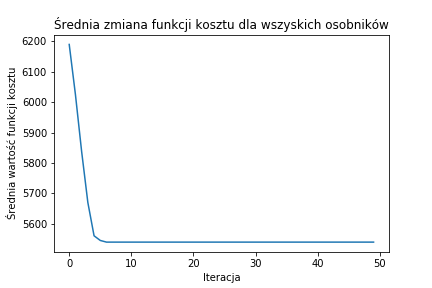 Średnia zmiana funkcji kosztu dla wszyskich osobników
6200
6100
6000
5900
5800
5700
5600
Średnia wartość funkcji kosztu
0 10 20 30 40 50
Iteracja